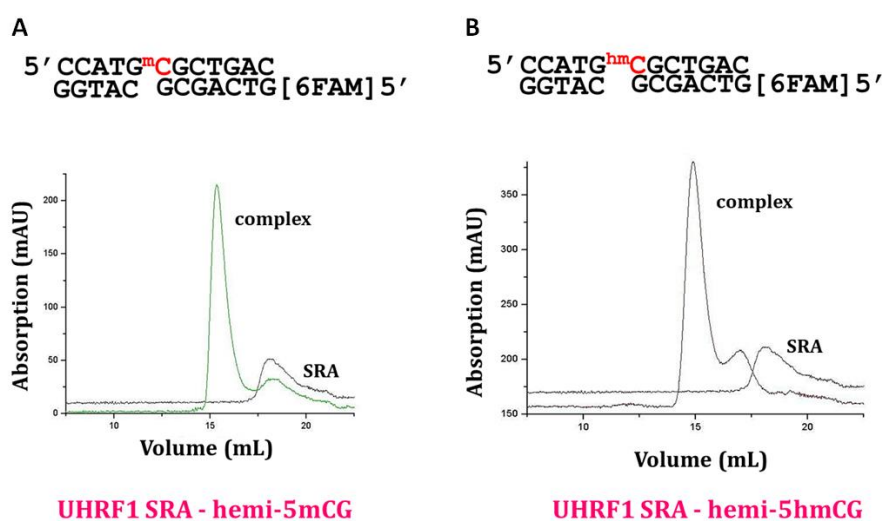 A
5’ CCATGmCGCTGAC
GGTAC GCGACTG[6FAM]5’
200
150
100
50
0
10
15
20
Absorption (mAU)
Volume (mL)
complex
SRA
UHRF1 SRA - hemi-5mCG
B
5’ CCATGhmCGCTGAC
GGTAC GCGACTG[6FAM]5’
350
300
250
200
150
10
15
20
Absorption (mAU)
Volume (mL)
complex
SRA
UHRF1 SRA - hemi-5hmCG